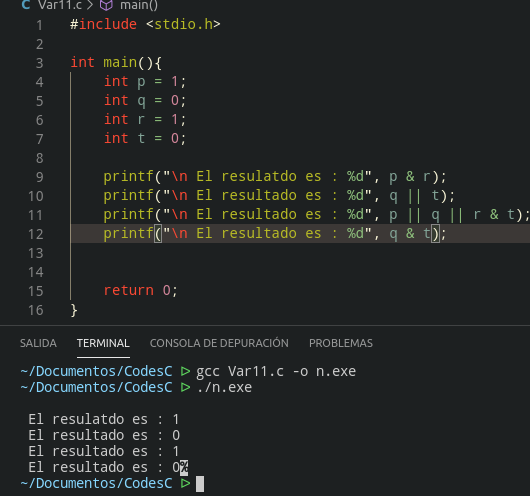 C Var11.c > main()
1 #include <stdio.h>
2
3 int main(){
4 int p = 1;
5 int q = 0;
6 int r = 1;
7 int t = 0;
8
9 printf("\n El resulatdo es : %d", p & r);
10 printf("\n El resultado es : %d", q || t);
11 printf("\n El resultado es : %d", p || q || r & t);
12 printf("\n El resultado es : %d", q & t);
13
14
15 return 0;
16 }
SALIDA TERMINAL CONSOLA DE DEPURACIÓN PROBLEMAS
~/Documentos/CodesC ▷ gcc Var11.c -o n.exe
~/Documentos/CodesC ▷ ./n.exe
El resulatdo es : 1
El resultado es : 0
El resultado es : 1
El resultado es : 0%
~/Documentos/CodesC ▷